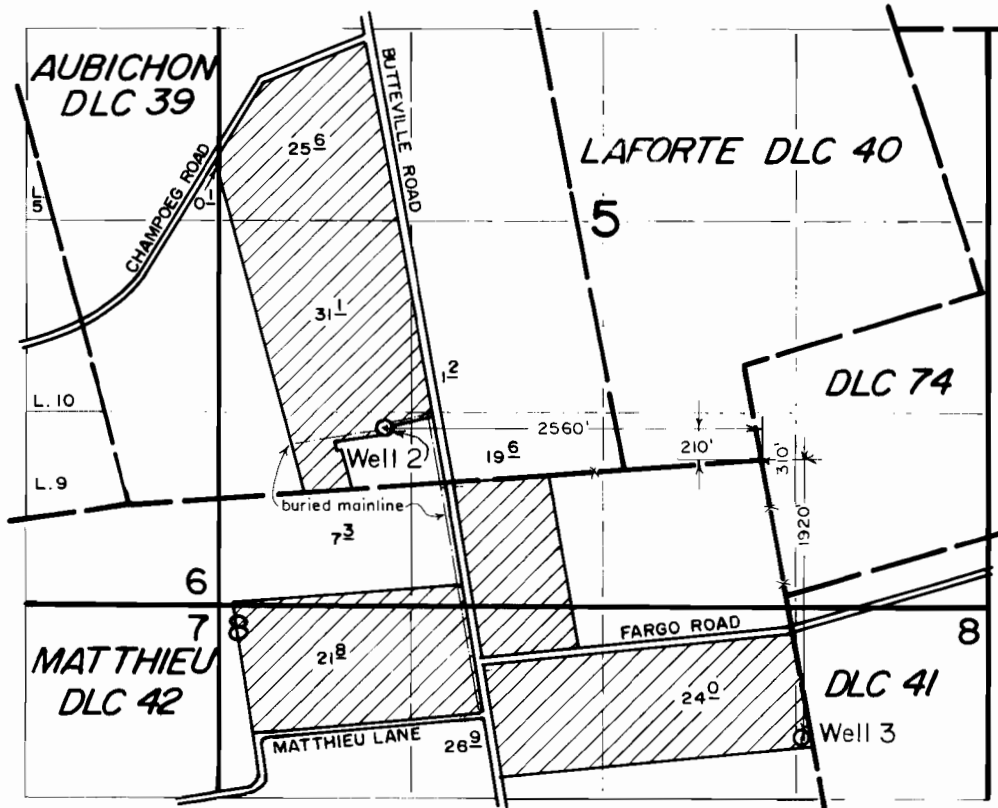 AUBICHON
DLC 39
BUTTEVILLE ROAD
25 6
LAFORTE DLC 40
CHAMPOEG ROAD
L.5
0 1
5
31 1
DLC 74
1 2
L. 10
2560'
210'
310'
Well 2
19 6
L. 9
buried mainline
1920'
7 3
6
7
8
8
FARGO ROAD
MATTHIEU
DLC 42
21 8
24 0
DLC 41
MATTHIEU LANE
26 9
Well 3